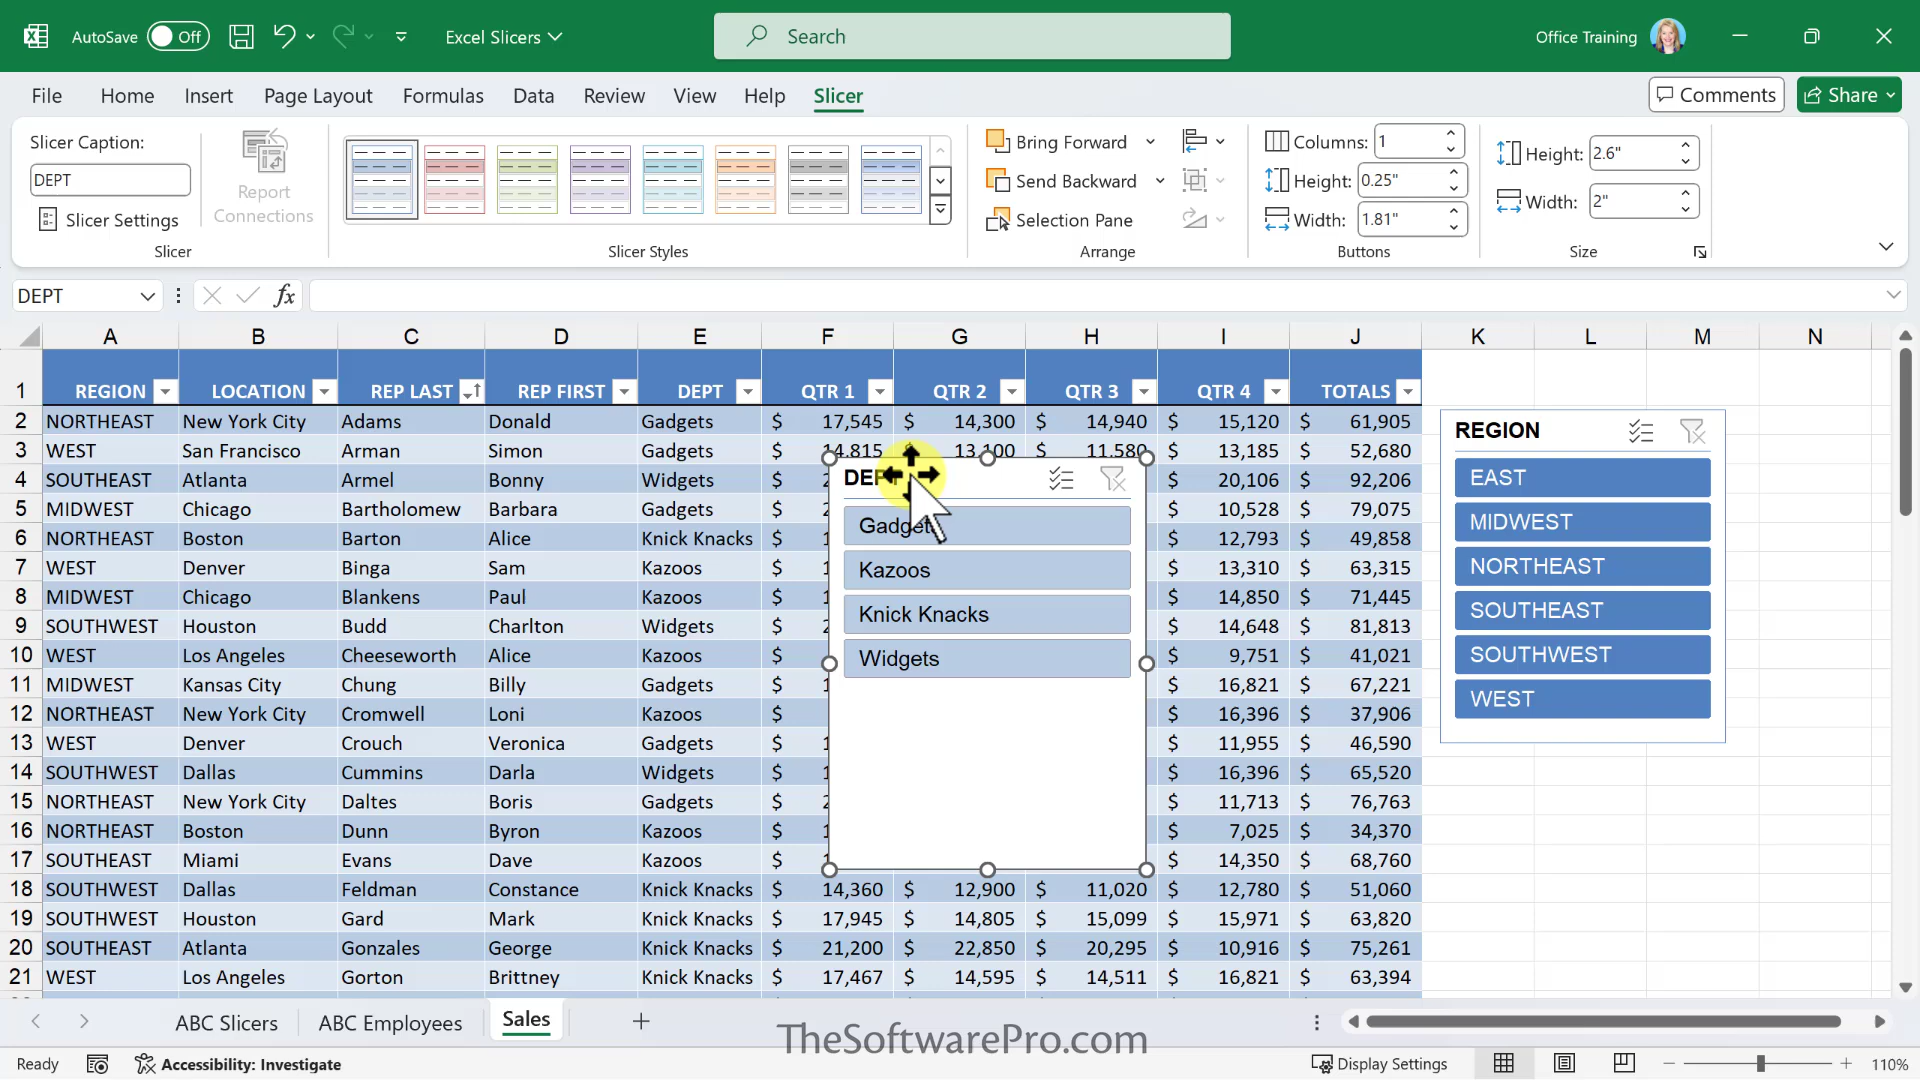 AutoSave Off Excel Slicers Search Office Training
File Home Insert Page Layout Formulas Data Review View Help Slicer Comments Share
Slicer Caption:
DEPT
Slicer Settings
Report Connections
Slicer
Slicer Styles
Bring Forward
Send Backward
Selection Pane
Arrange
Columns: 1
Height: 0.25"
Width: 1.81"
Buttons
Height: 2.6"
Width: 2"
Size
DEPT fx
A B C D E F G H I J K L M N
1 REGION LOCATION REP LAST REP FIRST DEPT QTR 1 QTR 2 QTR 3 QTR 4 TOTALS
2 NORTHEAST New York City Adams Donald Gadgets $ 17,545 $ 14,300 $ 14,940 $ 15,120 $ 61,905
3 WEST San Francisco Arman Simon Gadgets $ 14,815 13,100 $ 11,580 $ 13,185 $ 52,680
4 SOUTHEAST Atlanta Armel Bonny Widgets $ $ 20,106 $ 92,206
5 MIDWEST Chicago Bartholomew Barbara Gadgets $ $ 10,528 $ 79,075
6 NORTHEAST Boston Barton Alice Knick Knacks $ $ 12,793 $ 49,858
7 WEST Denver Binga Sam Kazoos $ $ 13,310 $ 63,315
8 MIDWEST Chicago Blankens Paul Kazoos $ $ 14,850 $ 71,445
9 SOUTHWEST Houston Budd Charlton Widgets $ $ 14,648 $ 81,813
10 WEST Los Angeles Cheeseworth Alice Kazoos $ $ 9,751 $ 41,021
11 MIDWEST Kansas City Chung Billy Gadgets $ $ 16,821 $ 67,221
12 NORTHEAST New York City Cromwell Loni Kazoos $ $ 16,396 $ 37,906
13 WEST Denver Crouch Veronica Gadgets $ $ 11,955 $ 46,590
14 SOUTHWEST Dallas Cummins Darla Widgets $ $ 16,396 $ 65,520
15 NORTHEAST New York City Daltes Boris Gadgets $ $ 11,713 $ 76,763
16 NORTHEAST Boston Dunn Byron Kazoos $ $ 7,025 $ 34,370
17 SOUTHEAST Miami Evans Dave Kazoos $ $ 14,350 $ 68,760
18 SOUTHWEST Dallas Feldman Constance Knick Knacks $ 14,360 $ 12,900 $ 11,020 $ 12,780 $ 51,060
19 SOUTHWEST Houston Gard Mark Knick Knacks $ 17,945 $ 14,805 $ 15,099 $ 15,971 $ 63,820
20 SOUTHEAST Atlanta Gonzales George Knick Knacks $ 21,200 $ 22,850 $ 20,295 $ 10,916 $ 75,261
21 WEST Los Angeles Gorton Brittney Knick Knacks $ 17,467 $ 14,595 $ 14,511 $ 16,821 $ 63,394
DEPT
Gadgets
Kazoos
Knick Knacks
Widgets
REGION
EAST
MIDWEST
NORTHEAST
SOUTHEAST
SOUTHWEST
WEST
ABC Slicers ABC Employees Sales
TheSoftwarePro.com
Ready Accessibility: Investigate Display Settings 110%